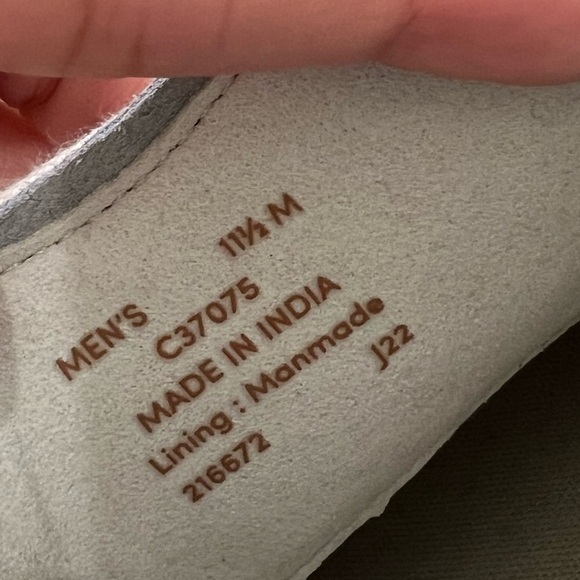 MEN'S 11½ M
C37075
MADE IN INDIA
Lining : Manmade
216672 J22